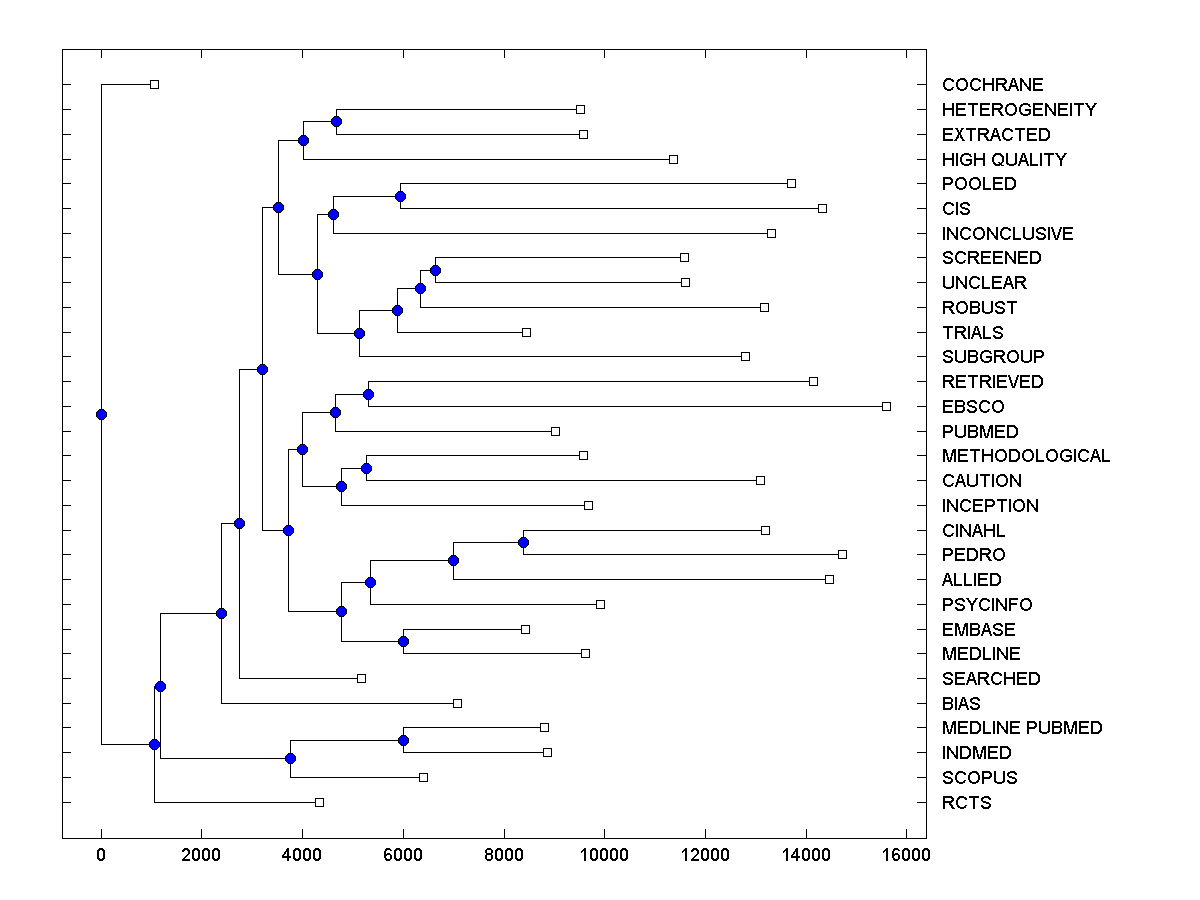 COCHRANE
HETEROGENEITY
EXTRACTED
HIGH QUALITY
POOLED
CIS
INCONCLUSIVE
SCREENED
UNCLEAR
ROBUST
TRIALS
SUBGROUP
RETRIEVED
EBSCO
PUBMED
METHODOLOGICAL
CAUTION
INCEPTION
CINAHL
PEDRO
ALLIED
PSYCINFO
EMBASE
MEDLINE
SEARCHED
BIAS
MEDLINE PUBMED
INDMED
SCOPUS
RCTS
0 2000 4000 6000 8000 10000 12000 14000 16000